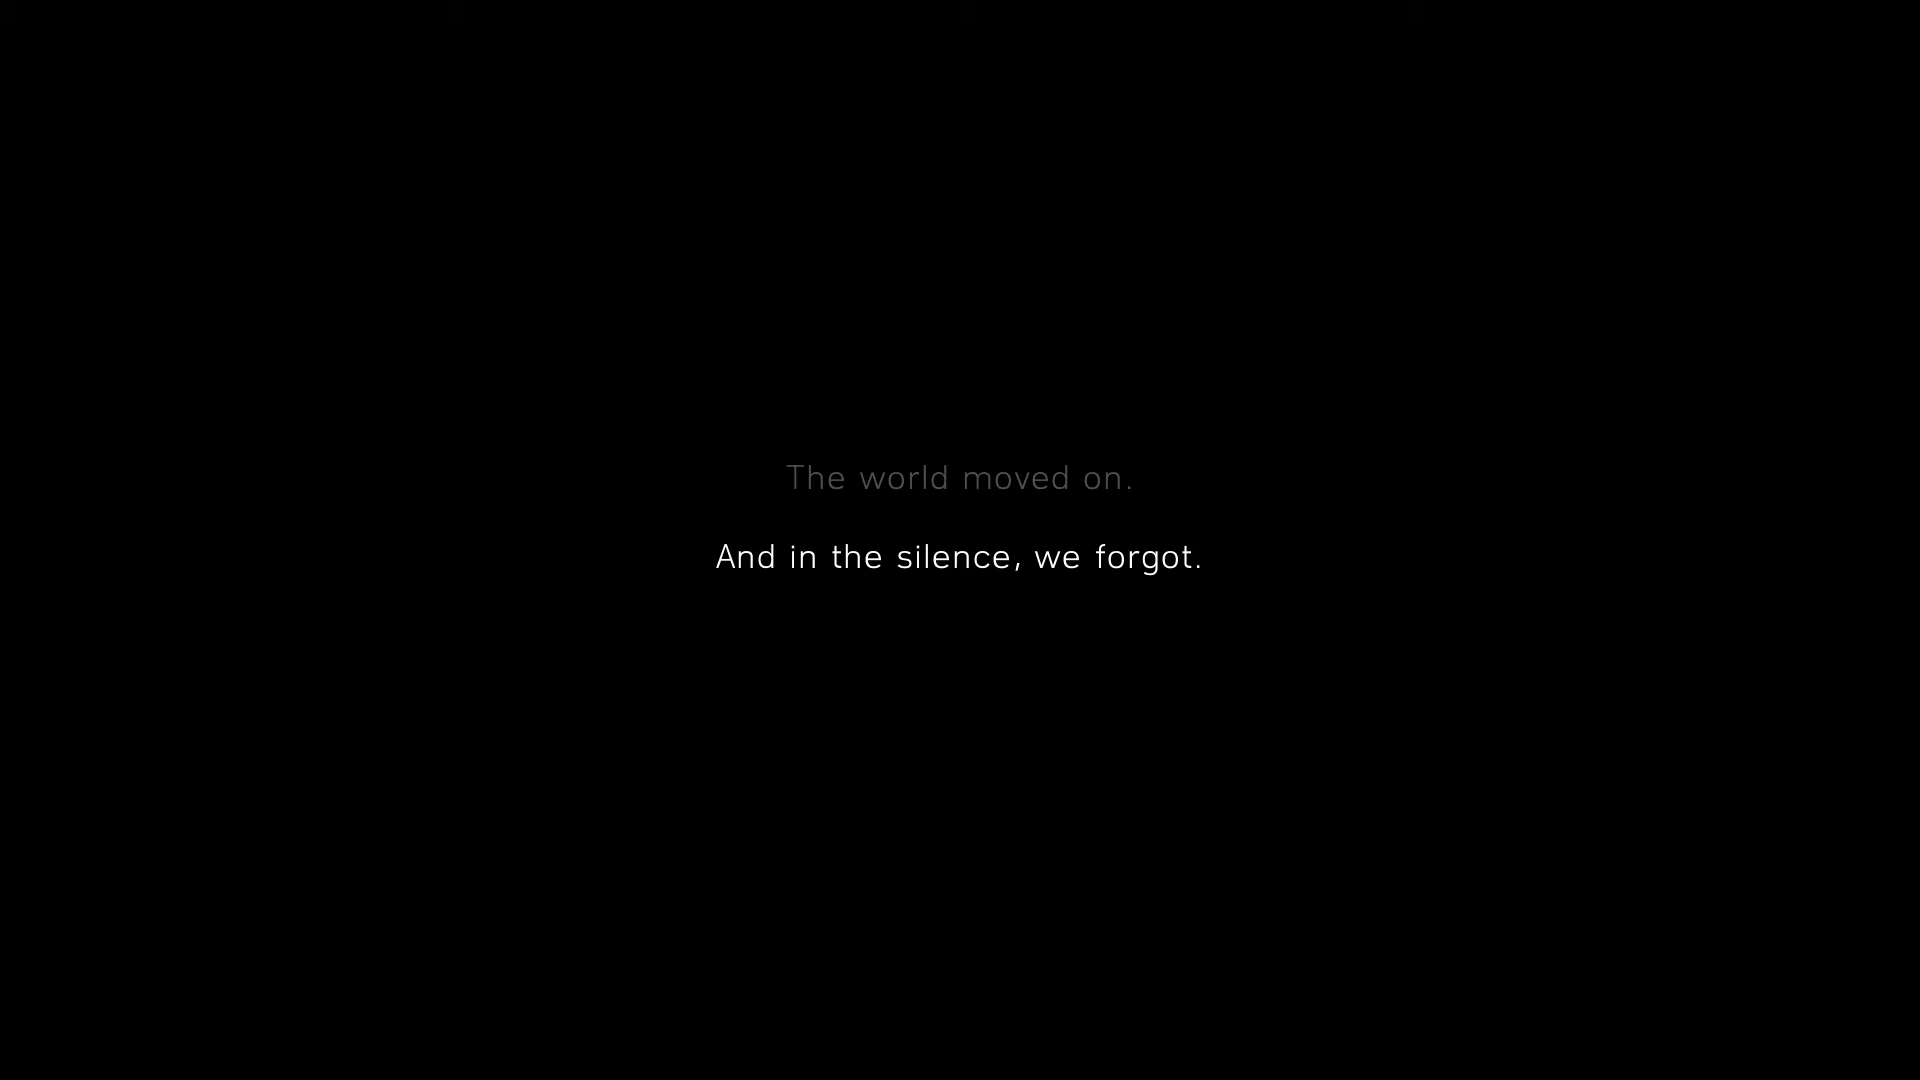 The world moved on.
And in the silence, we forgot.